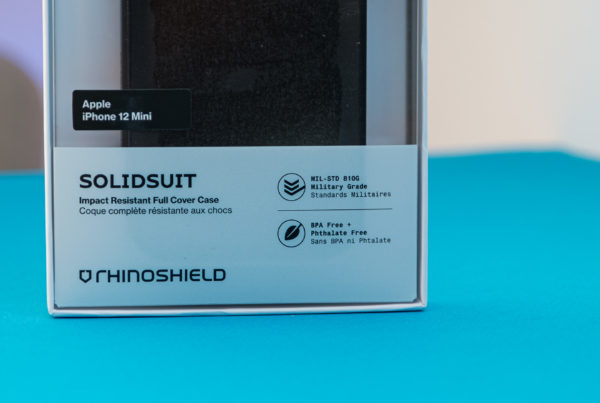 Apple
iPhone 12 Mini
SOLIDSUIT
Impact Resistant Full Cover Case
Coque complète résistante aux chocs
MIL-STD 810G
Military Grade
Standards Militaires
BPA Free +
Phthalate Free
Sans BPA ni Phtalate
RHINOSHIELD